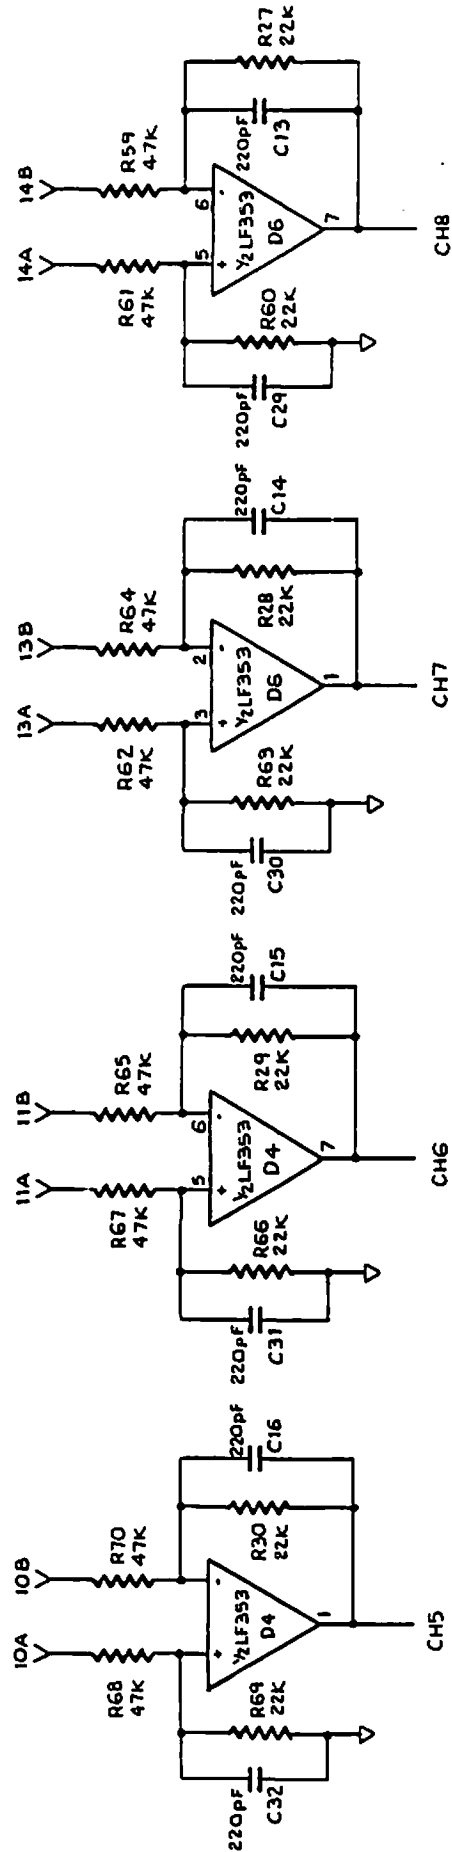 10A
10B
R68
47K
R70
47K
220pF
C32
R69
22K
+
-
½LF353
D4
1
R30
22K
220pF
C16
CH5
11A
11B
R67
47K
R65
47K
220pF
C31
R66
22K
5
6
+
-
½LF353
D4
7
R29
22K
220pF
C15
CH6
13A
13B
R62
47K
R64
47K
220pF
C30
R63
22K
3
2
+
-
½LF353
D6
1
R28
22K
220pF
C14
CH7
14A
14B
R61
47K
R59
47K
220pF
C29
R60
22K
5
6
+
-
½LF353
D6
7
220pF
C13
R27
22K
CH8